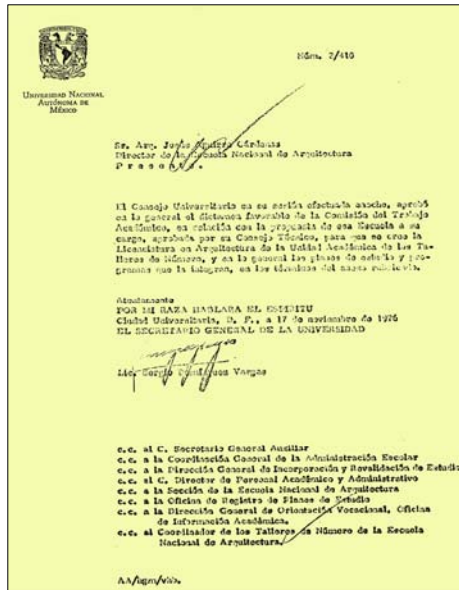 Núm. 2/410
UNIVERSIDAD NACIONAL
AUTÓNOMA DE
MÉXICO
Sr. Arq. Jesús Aguirre Cárdenas
Director de la Escuela Nacional de Arquitectura
P r e s e n t e .
El Consejo Universitario en su sesión efectuada anoche, aprobó
en lo general el dictamen favorable de la Comisión del Trabajo
Académico, en relación con la propuesta de esa Escuela a su
cargo, aprobada por su Consejo Técnico, para que se cree la
Licenciatura en Arquitectura de la Unidad Académica de los Ta-
lleres de Número, y en lo general los planes de estudio y pro-
gramas que la integran, en los términos del anexo
Atentamente
POR MI RAZA HABLARA EL ESPIRITU
Ciudad Universitaria, D. F., a 17 de noviembre de 1976
EL SECRETARIO GENERAL DE LA UNIVERSIDAD
Lic. Sergio Domínguez Vargas
c.c. al C. Secretario General Auxiliar
c.c. a la Coordinación General de la Administración Escolar
c.c. a la Dirección General de Incorporación y Revalidación de Estudio
c.c. al C. Director de Personal Académico y Administrativo
c.c. a la Sección de la Escuela Nacional de Arquitectura
c.c. a la Oficina de Registro de Planes de Estudio
c.c. a la Dirección General de Orientación Vocacional, Oficina
de Información Académica.
c.c. al Coordinador de los Talleres de Número de la Escuela
Nacional de Arquitectura.